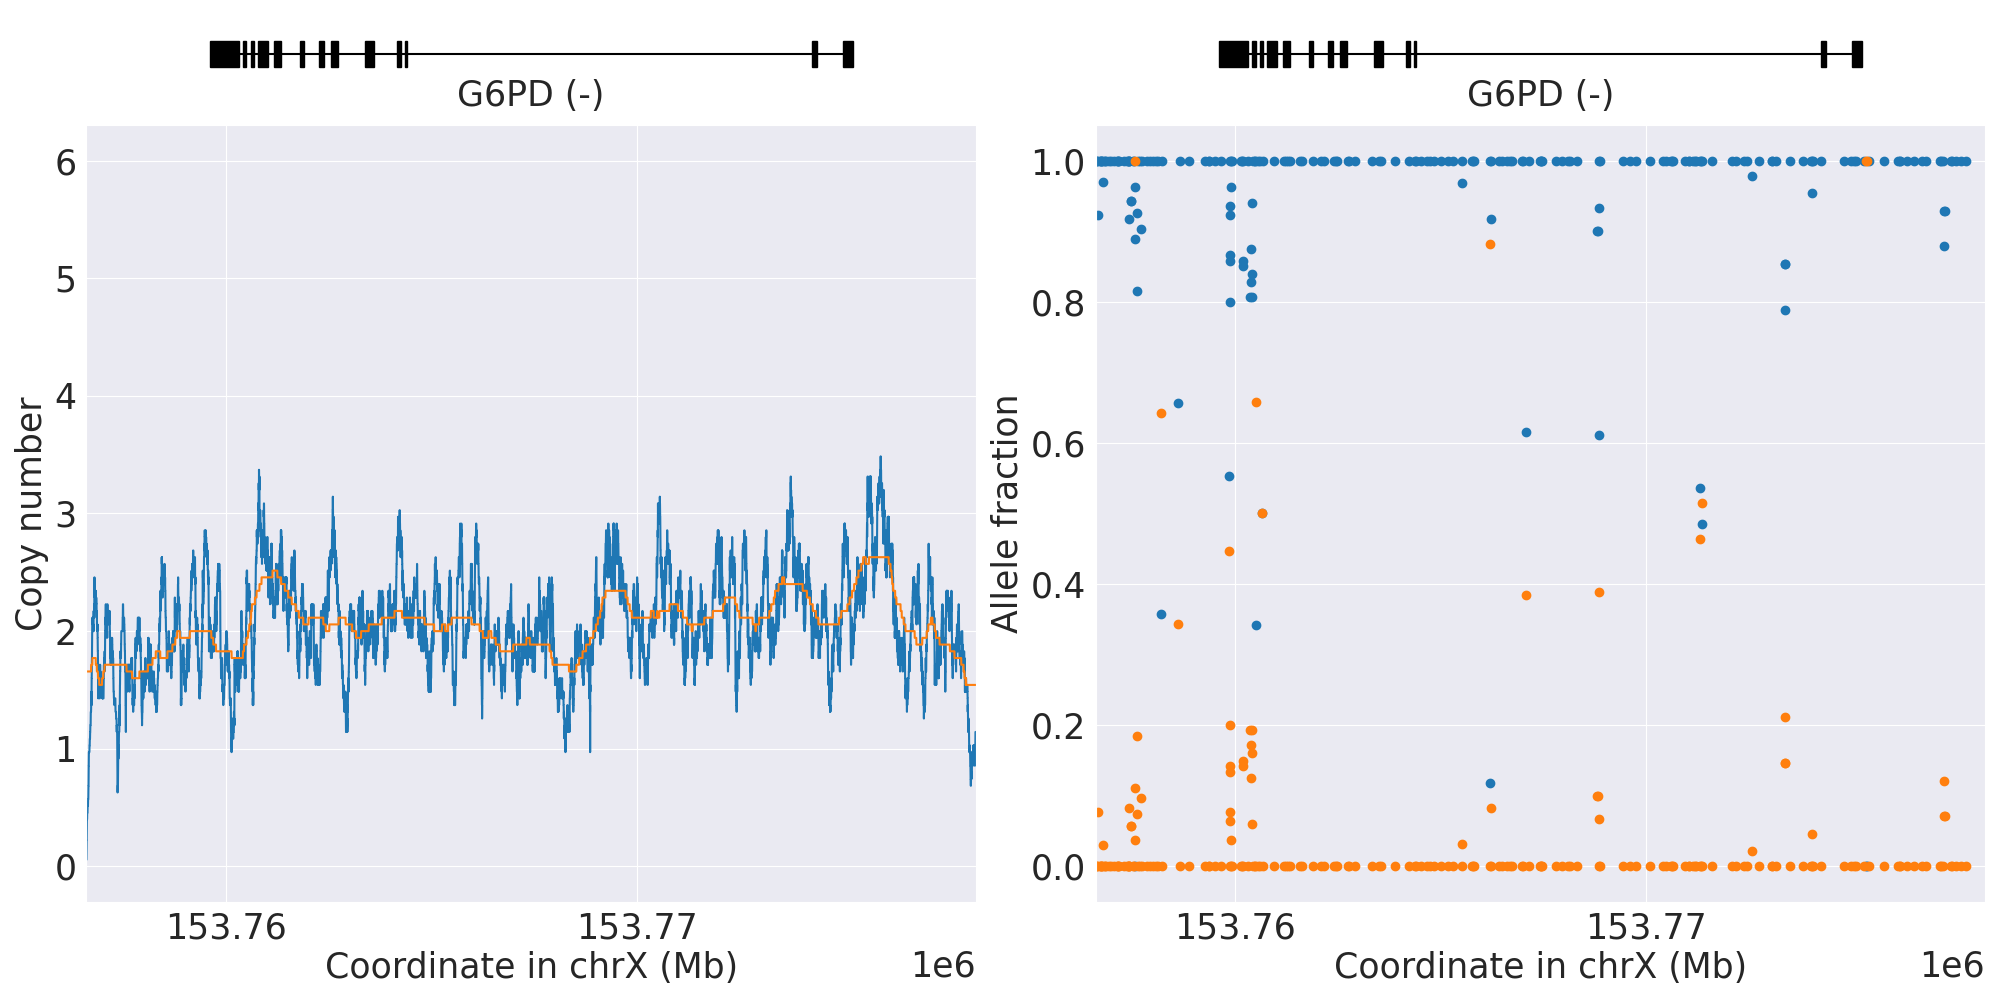 G6PD (-)
6
5
4
3
2
1
0
Copy number
153.76
153.77
Coordinate in chrX (Mb)
1e6
G6PD (-)
1.0
0.8
0.6
0.4
0.2
0.0
Allele fraction
153.76
153.77
Coordinate in chrX (Mb)
1e6